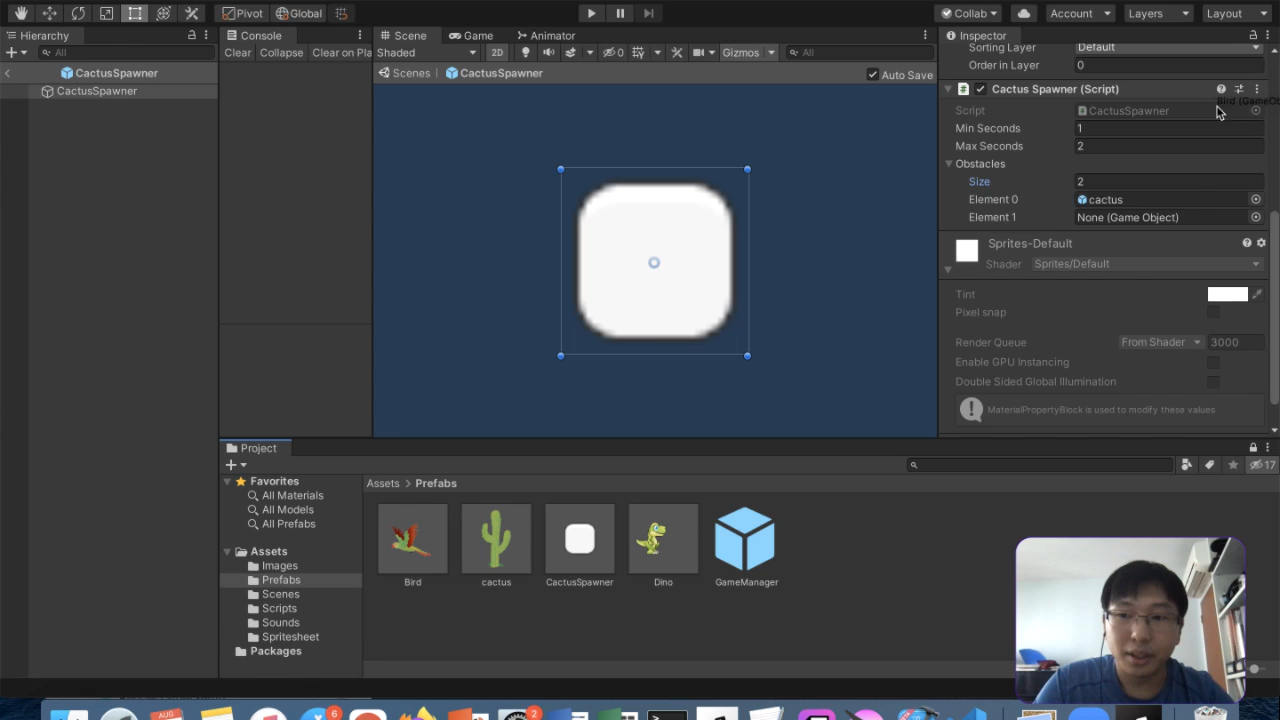 Pivot Global Collab Account Layers Layout
Hierarchy
All
CactusSpawner
CactusSpawner
Console
Clear Collapse Clear on Pla
Scene Game Animator
Shaded 2D 0 Gizmos All
Scenes CactusSpawner Auto Save
Inspector
Sorting Layer Default
Order in Layer 0
Cactus Spawner (Script)
Bird (GameOb
Script CactusSpawner
Min Seconds 1
Max Seconds 2
Obstacles
Size 2
Element 0 cactus
Element 1 None (Game Object)
Sprites-Default
Shader Sprites/Default
Tint
Pixel snap
Render Queue From Shader 3000
Enable GPU Instancing
Double Sided Global Illumination
MaterialPropertyBlock is used to modify these values
Project
17
Favorites
All Materials
All Models
All Prefabs
Assets
Images
Prefabs
Scenes
Scripts
Sounds
Spritesheet
Packages
Assets > Prefabs
Bird cactus CactusSpawner Dino GameManager
AUG 6 2